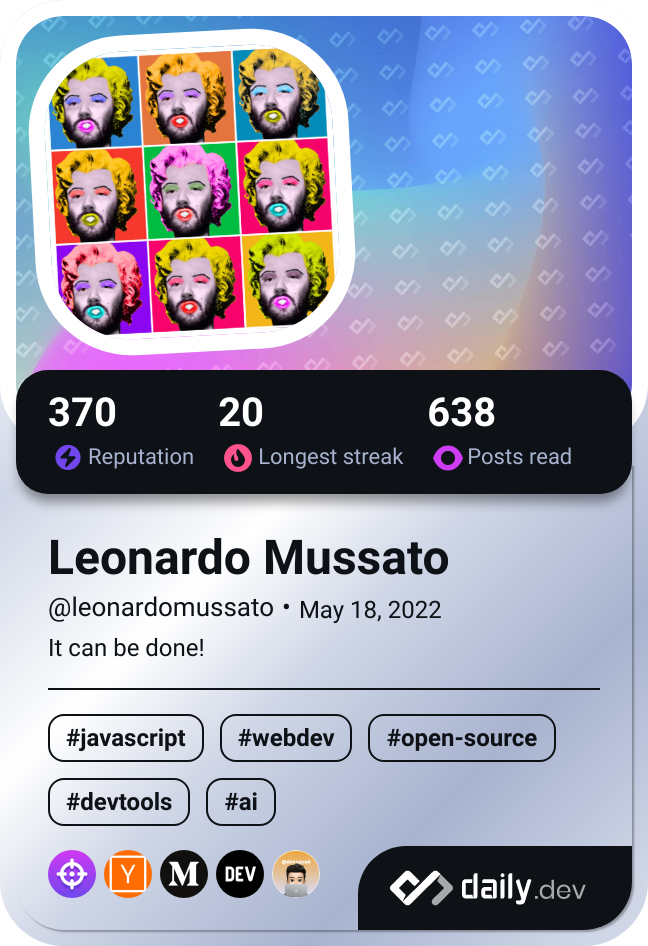 370 20 638
Reputation Longest streak Posts read
Leonardo Mussato
@leonardomussato • May 18, 2022
It can be done!
#javascript #webdev #open-source
#devtools #ai
Y M DEV
daily.dev